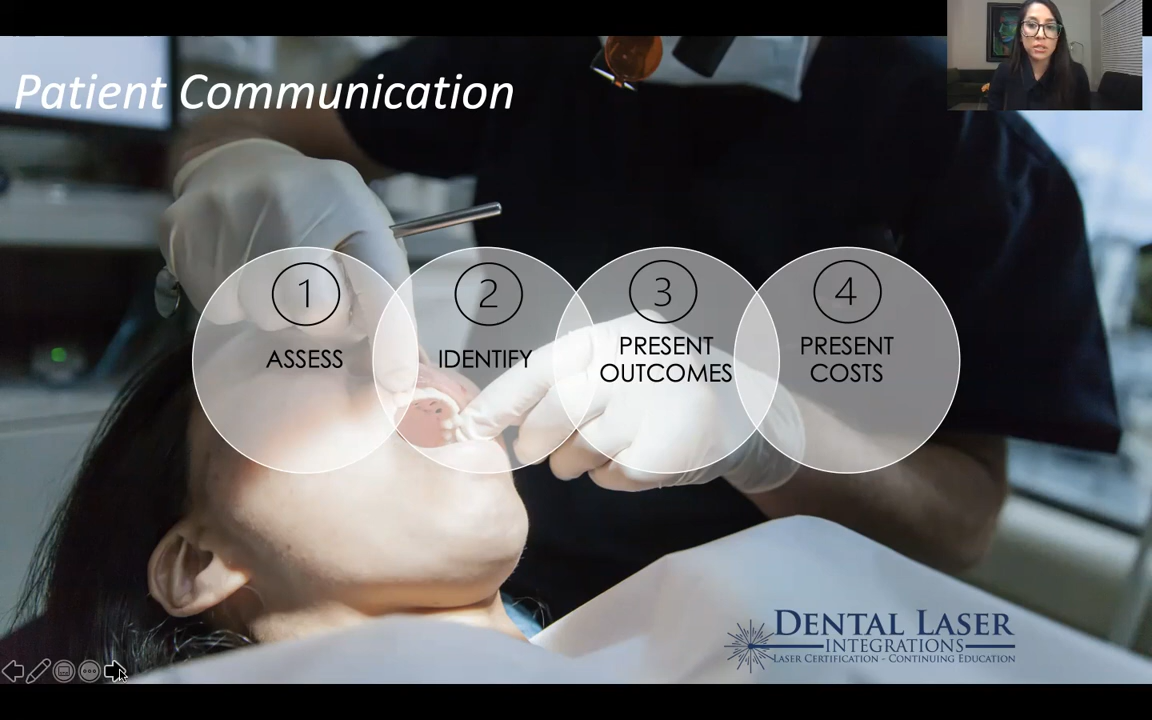 Patient Communication
1
ASSESS
2
IDENTIFY
3
PRESENT
OUTCOMES
4
PRESENT
COSTS
DENTAL LASER
INTEGRATIONS
LASER CERTIFICATION - CONTINUING EDUCATION